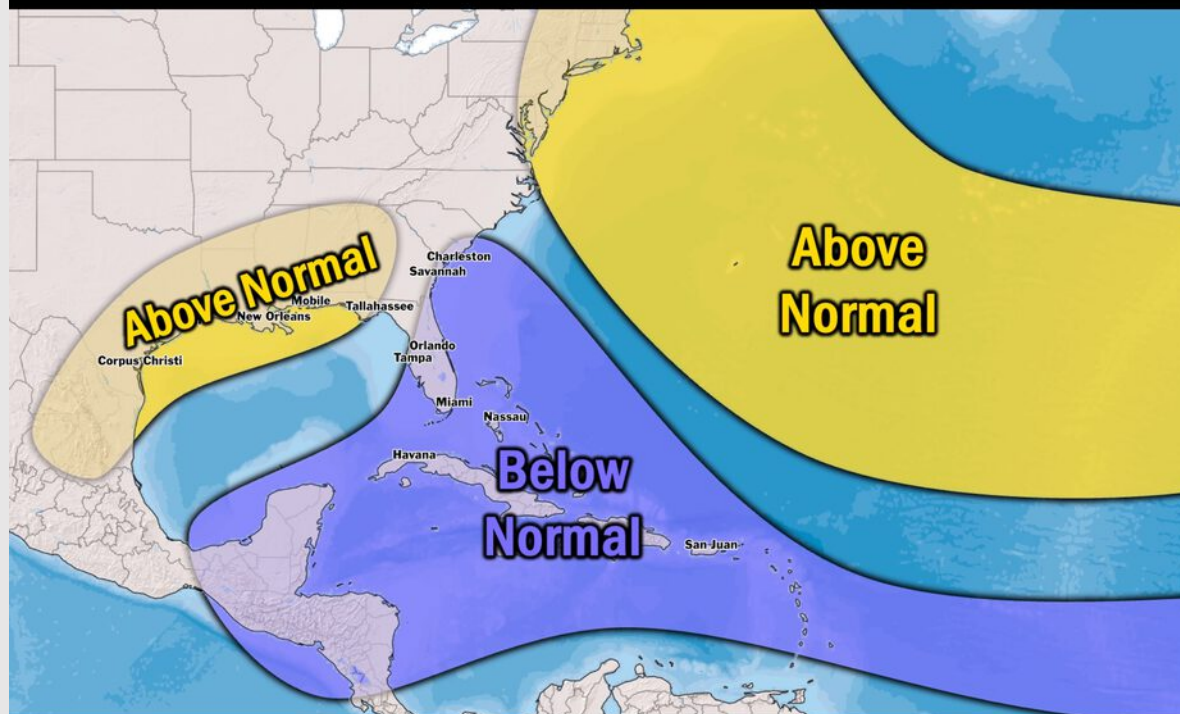 Above
Normal
Above Normal
Charleston
Savannah
Mobile
Tallahassee
New Orleans
Corpus Christi
Orlando
Tampa
Miami
Nassau
Havana
Below
Normal
San Juan